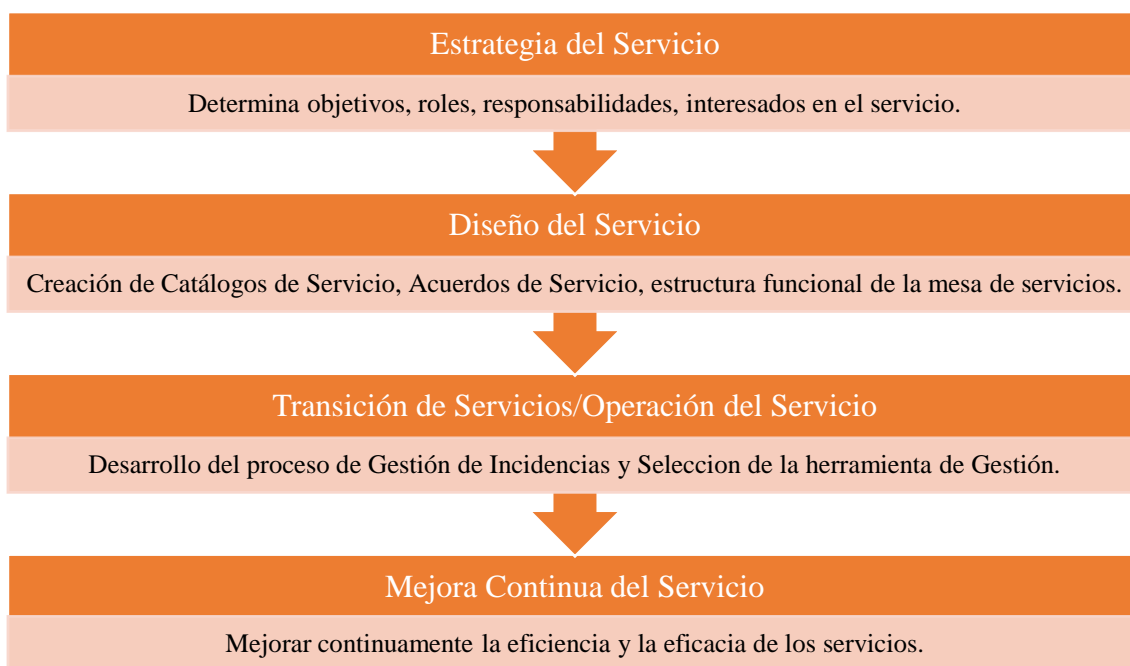 Estrategia del Servicio
Determina objetivos, roles, responsabilidades, interesados en el servicio.
Diseño del Servicio
Creación de Catálogos de Servicio, Acuerdos de Servicio, estructura funcional de la mesa de servicios.
Transición de Servicios/Operación del Servicio
Desarrollo del proceso de Gestión de Incidencias y Seleccion de la herramienta de Gestión.
Mejora Continua del Servicio
Mejorar continuamente la eficiencia y la eficacia de los servicios.